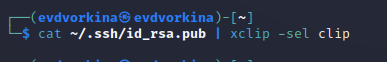 ┌──(evdvorkina㉿evdvorkina)-[~]
└─$ cat ~/.ssh/id_rsa.pub | xclip -sel clip